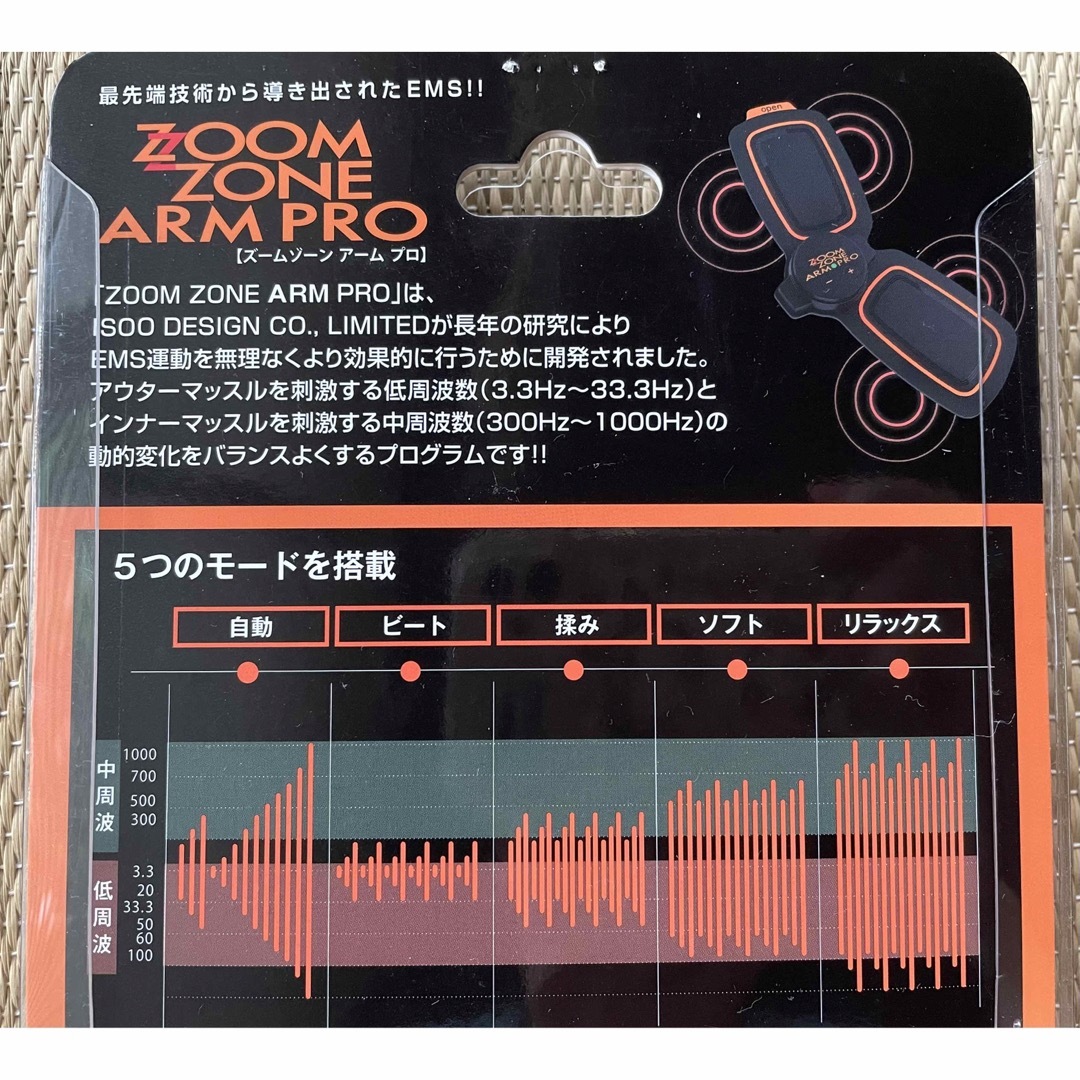 最先端技術から導き出されたEMS!!
ZOOM
ZONE
ARM PRO
【ズームゾーン アーム プロ】
「ZOOM ZONE ARM PRO」は、
ISOO DESIGN CO., LIMITEDが長年の研究により
EMS運動を無理なくより効果的に行うために開発されました。
アウターマッスルを刺激する低周波数(3.3Hz〜33.3Hz)と
インナーマッスルを刺激する中周波数(300Hz〜1000Hz)の
動的変化をバランスよくするプログラムです!!
open
ZOOM
ZONE
ARM PRO
+
-
5つのモードを搭載
自動 ビート 揉み ソフト リラックス
中周波
1000
700
500
300
低周波
3.3
20
33.3
50
60
100